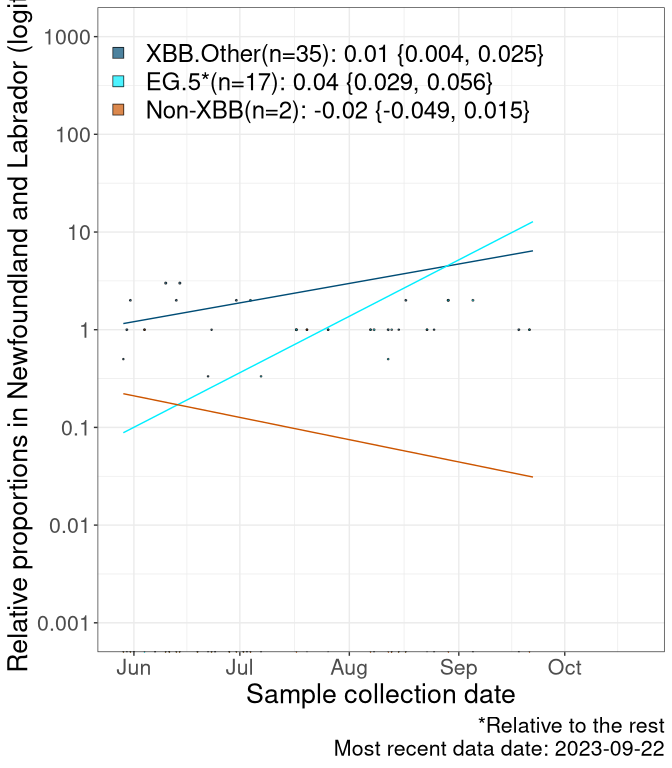 Relative proportions in Newfoundland and Labrador (logit
1000
100
10
1
0.1
0.01
0.001
XBB.Other(n=35): 0.01 {0.004, 0.025}
EG.5*(n=17): 0.04 {0.029, 0.056}
Non-XBB(n=2): -0.02 {-0.049, 0.015}
Jun Jul Aug Sep Oct
Sample collection date
*Relative to the rest
Most recent data date: 2023-09-22